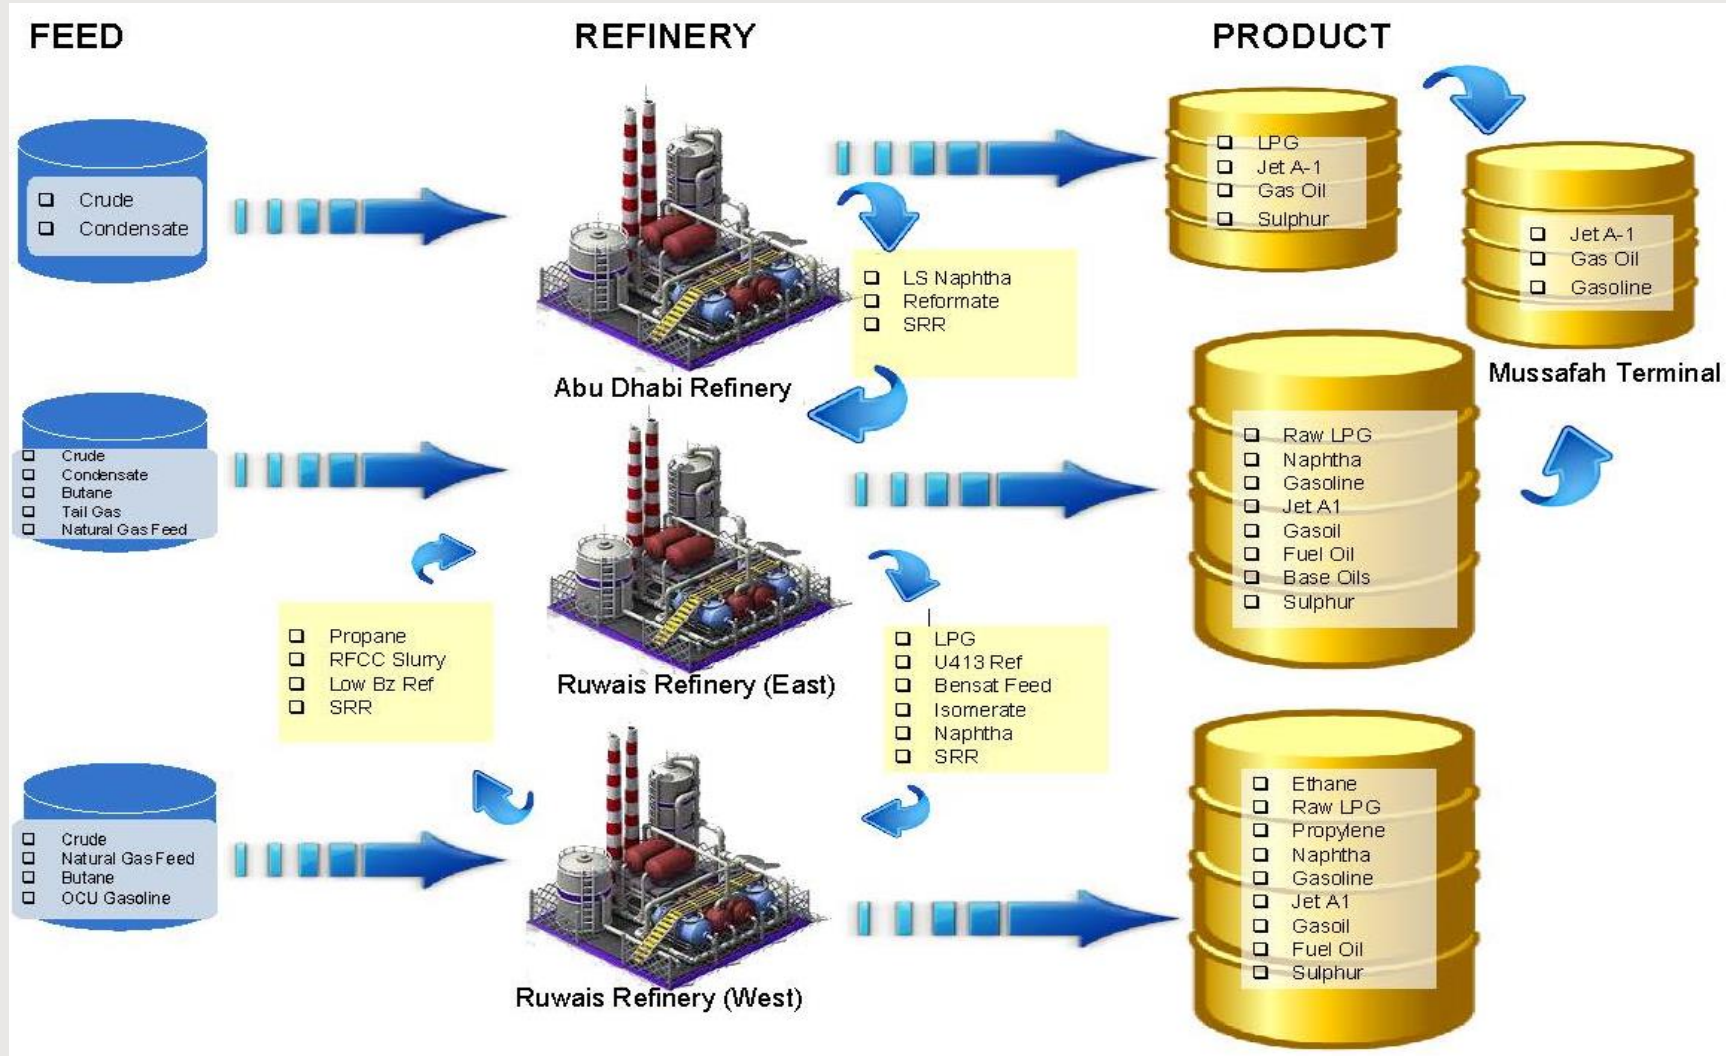 FEED
REFINERY
PRODUCT
Crude
Condensate
LPG
Jet A-1
Gas Oil
Sulphur
Jet A-1
Gas Oil
Gasoline
Mussafah Terminal
LS Naphtha
Reformate
SRR
Abu Dhabi Refinery
Crude
Condensate
Butane
Tail Gas
Natural Gas Feed
Raw LPG
Naphtha
Gasoline
Jet A1
Gasoil
Fuel Oil
Base Oils
Sulphur
Propane
RFCC Slurry
Low Bz Ref
SRR
Ruwais Refinery (East)
LPG
U413 Ref
Bensat Feed
Isomerate
Naphtha
SRR
Crude
Natural Gas Feed
Butane
OCU Gasoline
Ruwais Refinery (West)
Ethane
Raw LPG
Propylene
Naphtha
Gasoline
Jet A1
Gasoil
Fuel Oil
Sulphur